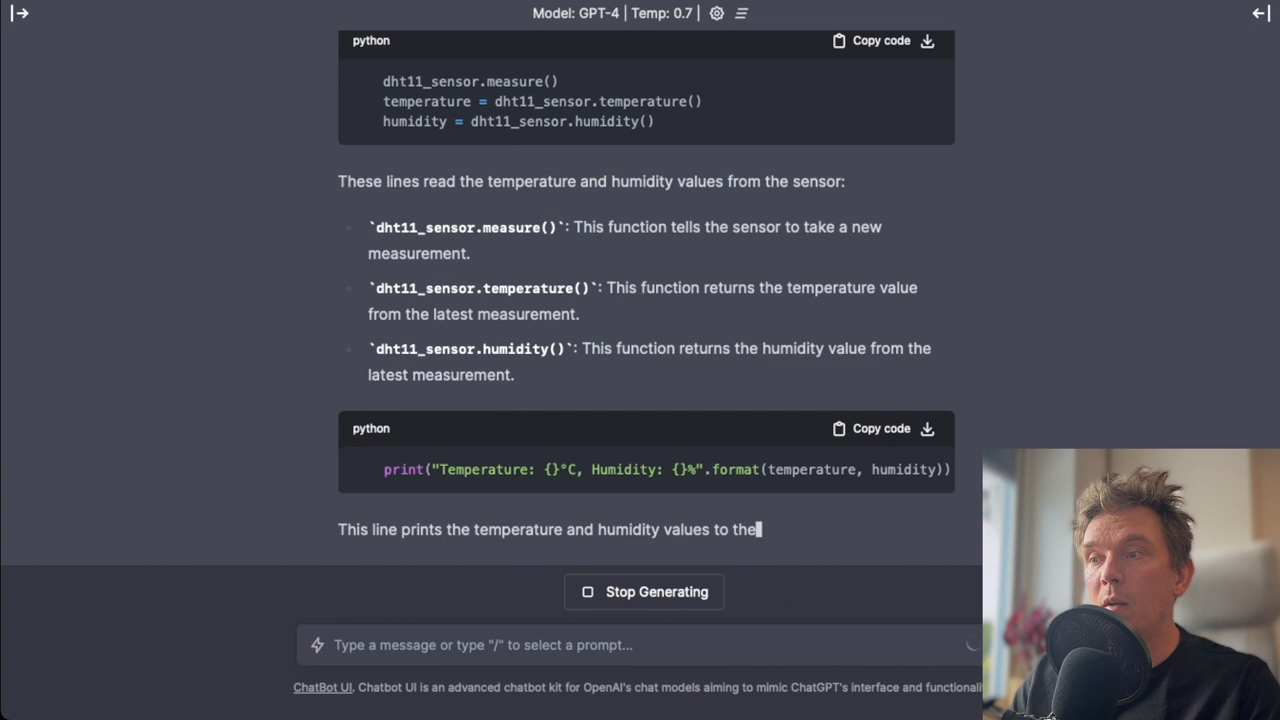 Model: GPT-4 | Temp: 0.7 |
python
Copy code
dht11_sensor.measure()
temperature = dht11_sensor.temperature()
humidity = dht11_sensor.humidity()
These lines read the temperature and humidity values from the sensor:
`dht11_sensor.measure()`: This function tells the sensor to take a new
measurement.
`dht11_sensor.temperature()`: This function returns the temperature value
from the latest measurement.
`dht11_sensor.humidity()`: This function returns the humidity value from the
latest measurement.
python
Copy code
print("Temperature: {}°C, Humidity: {}%".format(temperature, humidity))
This line prints the temperature and humidity values to the
Stop Generating
Type a message or type "/" to select a prompt...
ChatBot UI. Chatbot UI is an advanced chatbot kit for OpenAI's chat models aiming to mimic ChatGPT's interface and functionali